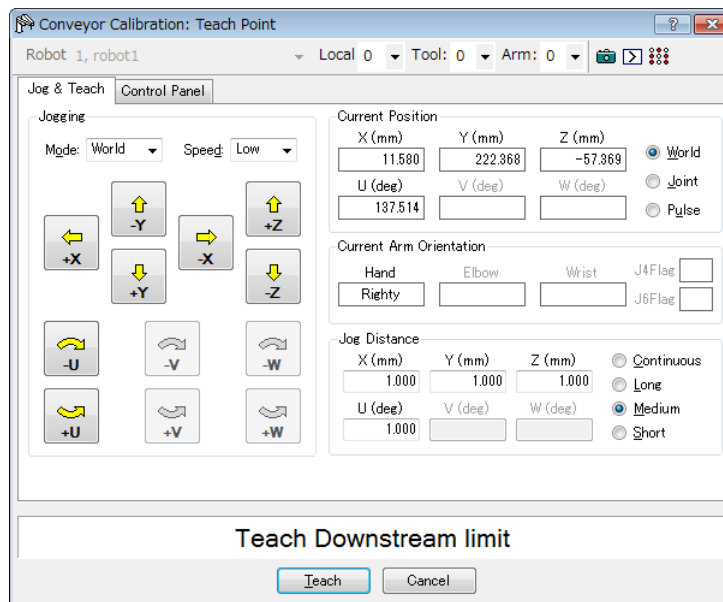 Conveyor Calibration: Teach Point
Robot 1, robot1 Local 0 Tool: 0 Arm: 0
Jog & Teach Control Panel
Jogging
Mode: World Speed: Low
+X -Y -X +Z
+Y -Z
-U -V -W
+U +V +W
Current Position
X (mm) Y (mm) Z (mm)
11.580 222.368 -57.369
U (deg) V (deg) W (deg)
137.514
World
Joint
Pulse
Current Arm Orientation
Hand Elbow Wrist J4Flag
Righty J6Flag
Jog Distance
X (mm) Y (mm) Z (mm)
1.000 1.000 1.000
U (deg) V (deg) W (deg)
1.000
Continuous
Long
Medium
Short
Teach Downstream limit
Teach Cancel